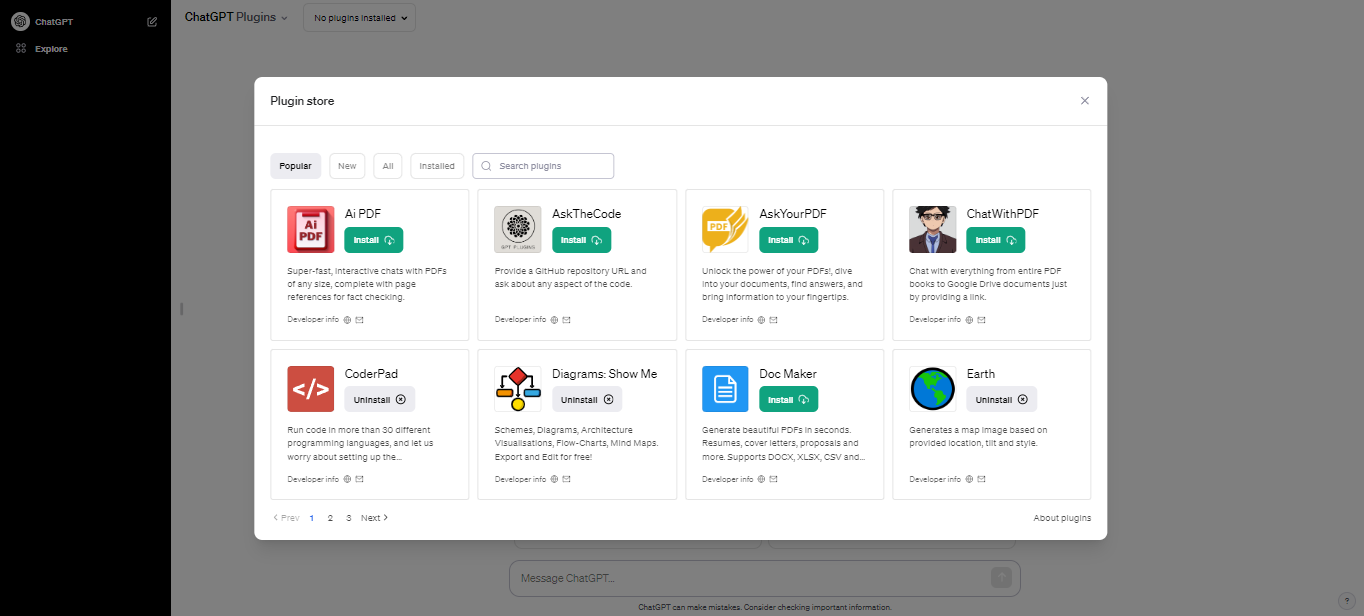 ChatGPT
Explore
ChatGPT Plugins
No plugins installed
Plugin store
Popular
New
All
Installed
Search plugins
Ai PDF
Ai PDF
Install
Super-fast, interactive chats with PDFs
of any size, complete with page
references for fact checking.
Developer info
GPT PLUGINS
AskTheCode
Install
Provide a GitHub repository URL and
ask about any aspect of the code.
Developer info
PDF
AskYourPDF
Install
Unlock the power of your PDFs!, dive
into your documents, find answers, and
bring information to your fingertips.
Developer info
ChatWithPDF
Install
Chat with everything from entire PDF
books to Google Drive documents just
by providing a link.
Developer info
</>
CoderPad
Uninstall
Run code in more than 30 different
programming languages, and let us
worry about setting up the...
Developer info
Diagrams: Show Me
Uninstall
Schemes, Diagrams, Architecture
Visualisations, Flow-Charts, Mind Maps.
Export and Edit for free!
Developer info
Doc Maker
Install
Generate beautiful PDFs in seconds.
Resumes, cover letters, proposals and
more. Supports DOCX, XLSX, CSV and...
Developer info
Earth
Uninstall
Generates a map image based on
provided location, tilt and style.
Developer info
Prev 1 2 3 Next
About plugins
Message ChatGPT...
ChatGPT can make mistakes. Consider checking important information.
?